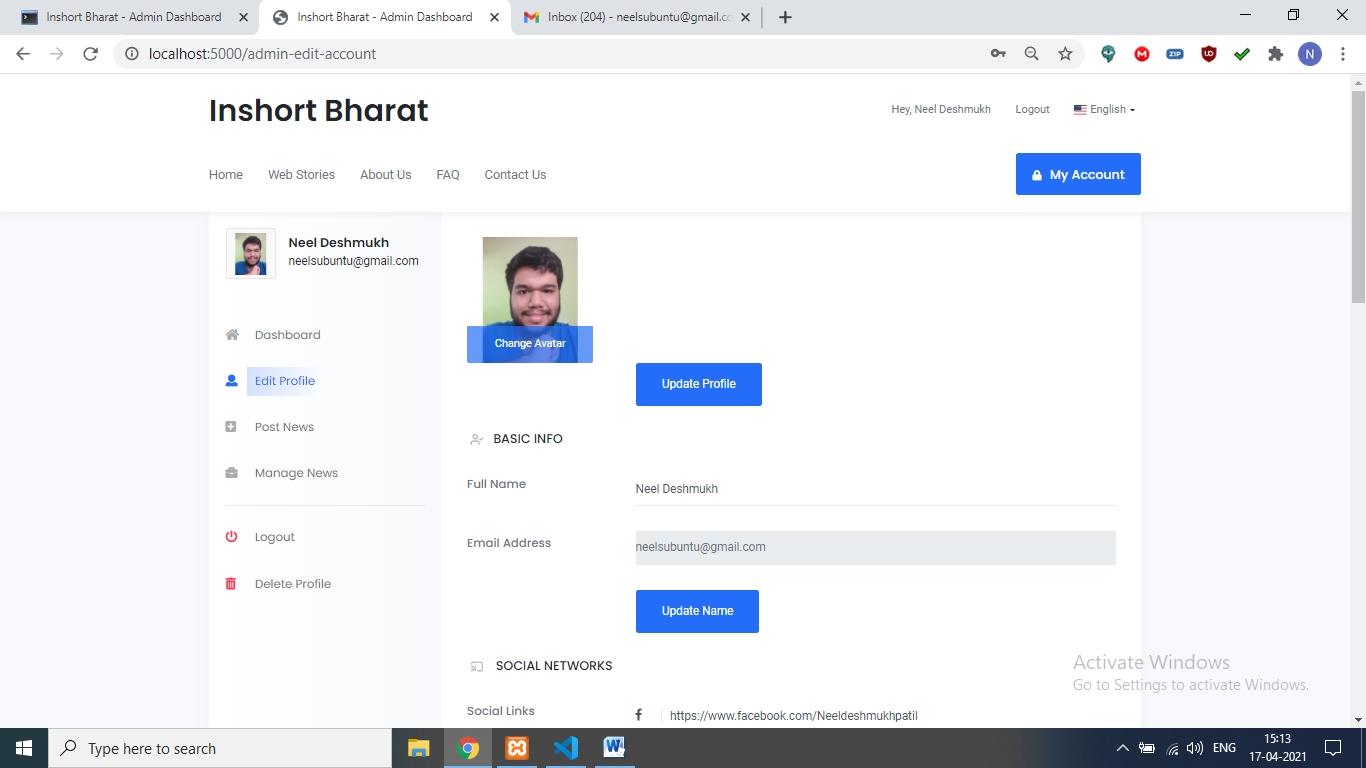 Inshort Bharat - Admin Dashboard
Inshort Bharat - Admin Dashboard
Inbox (204) - neelsubuntu@gmail.cc
localhost:5000/admin-edit-account
ZIP
N
Inshort Bharat
Hey, Neel Deshmukh
Logout
English
Home
Web Stories
About Us
FAQ
Contact Us
My Account
Neel Deshmukh
neelsubuntu@gmail.com
Dashboard
Edit Profile
Post News
Manage News
Logout
Delete Profile
Change Avatar
Update Profile
BASIC INFO
Full Name
Neel Deshmukh
Email Address
neelsubuntu@gmail.com
Update Name
SOCIAL NETWORKS
Social Links
https://www.facebook.com/Neeldeshmukhpatil
Activate Windows
Go to Settings to activate Windows.
Type here to search
ENG
15:13
17-04-2021